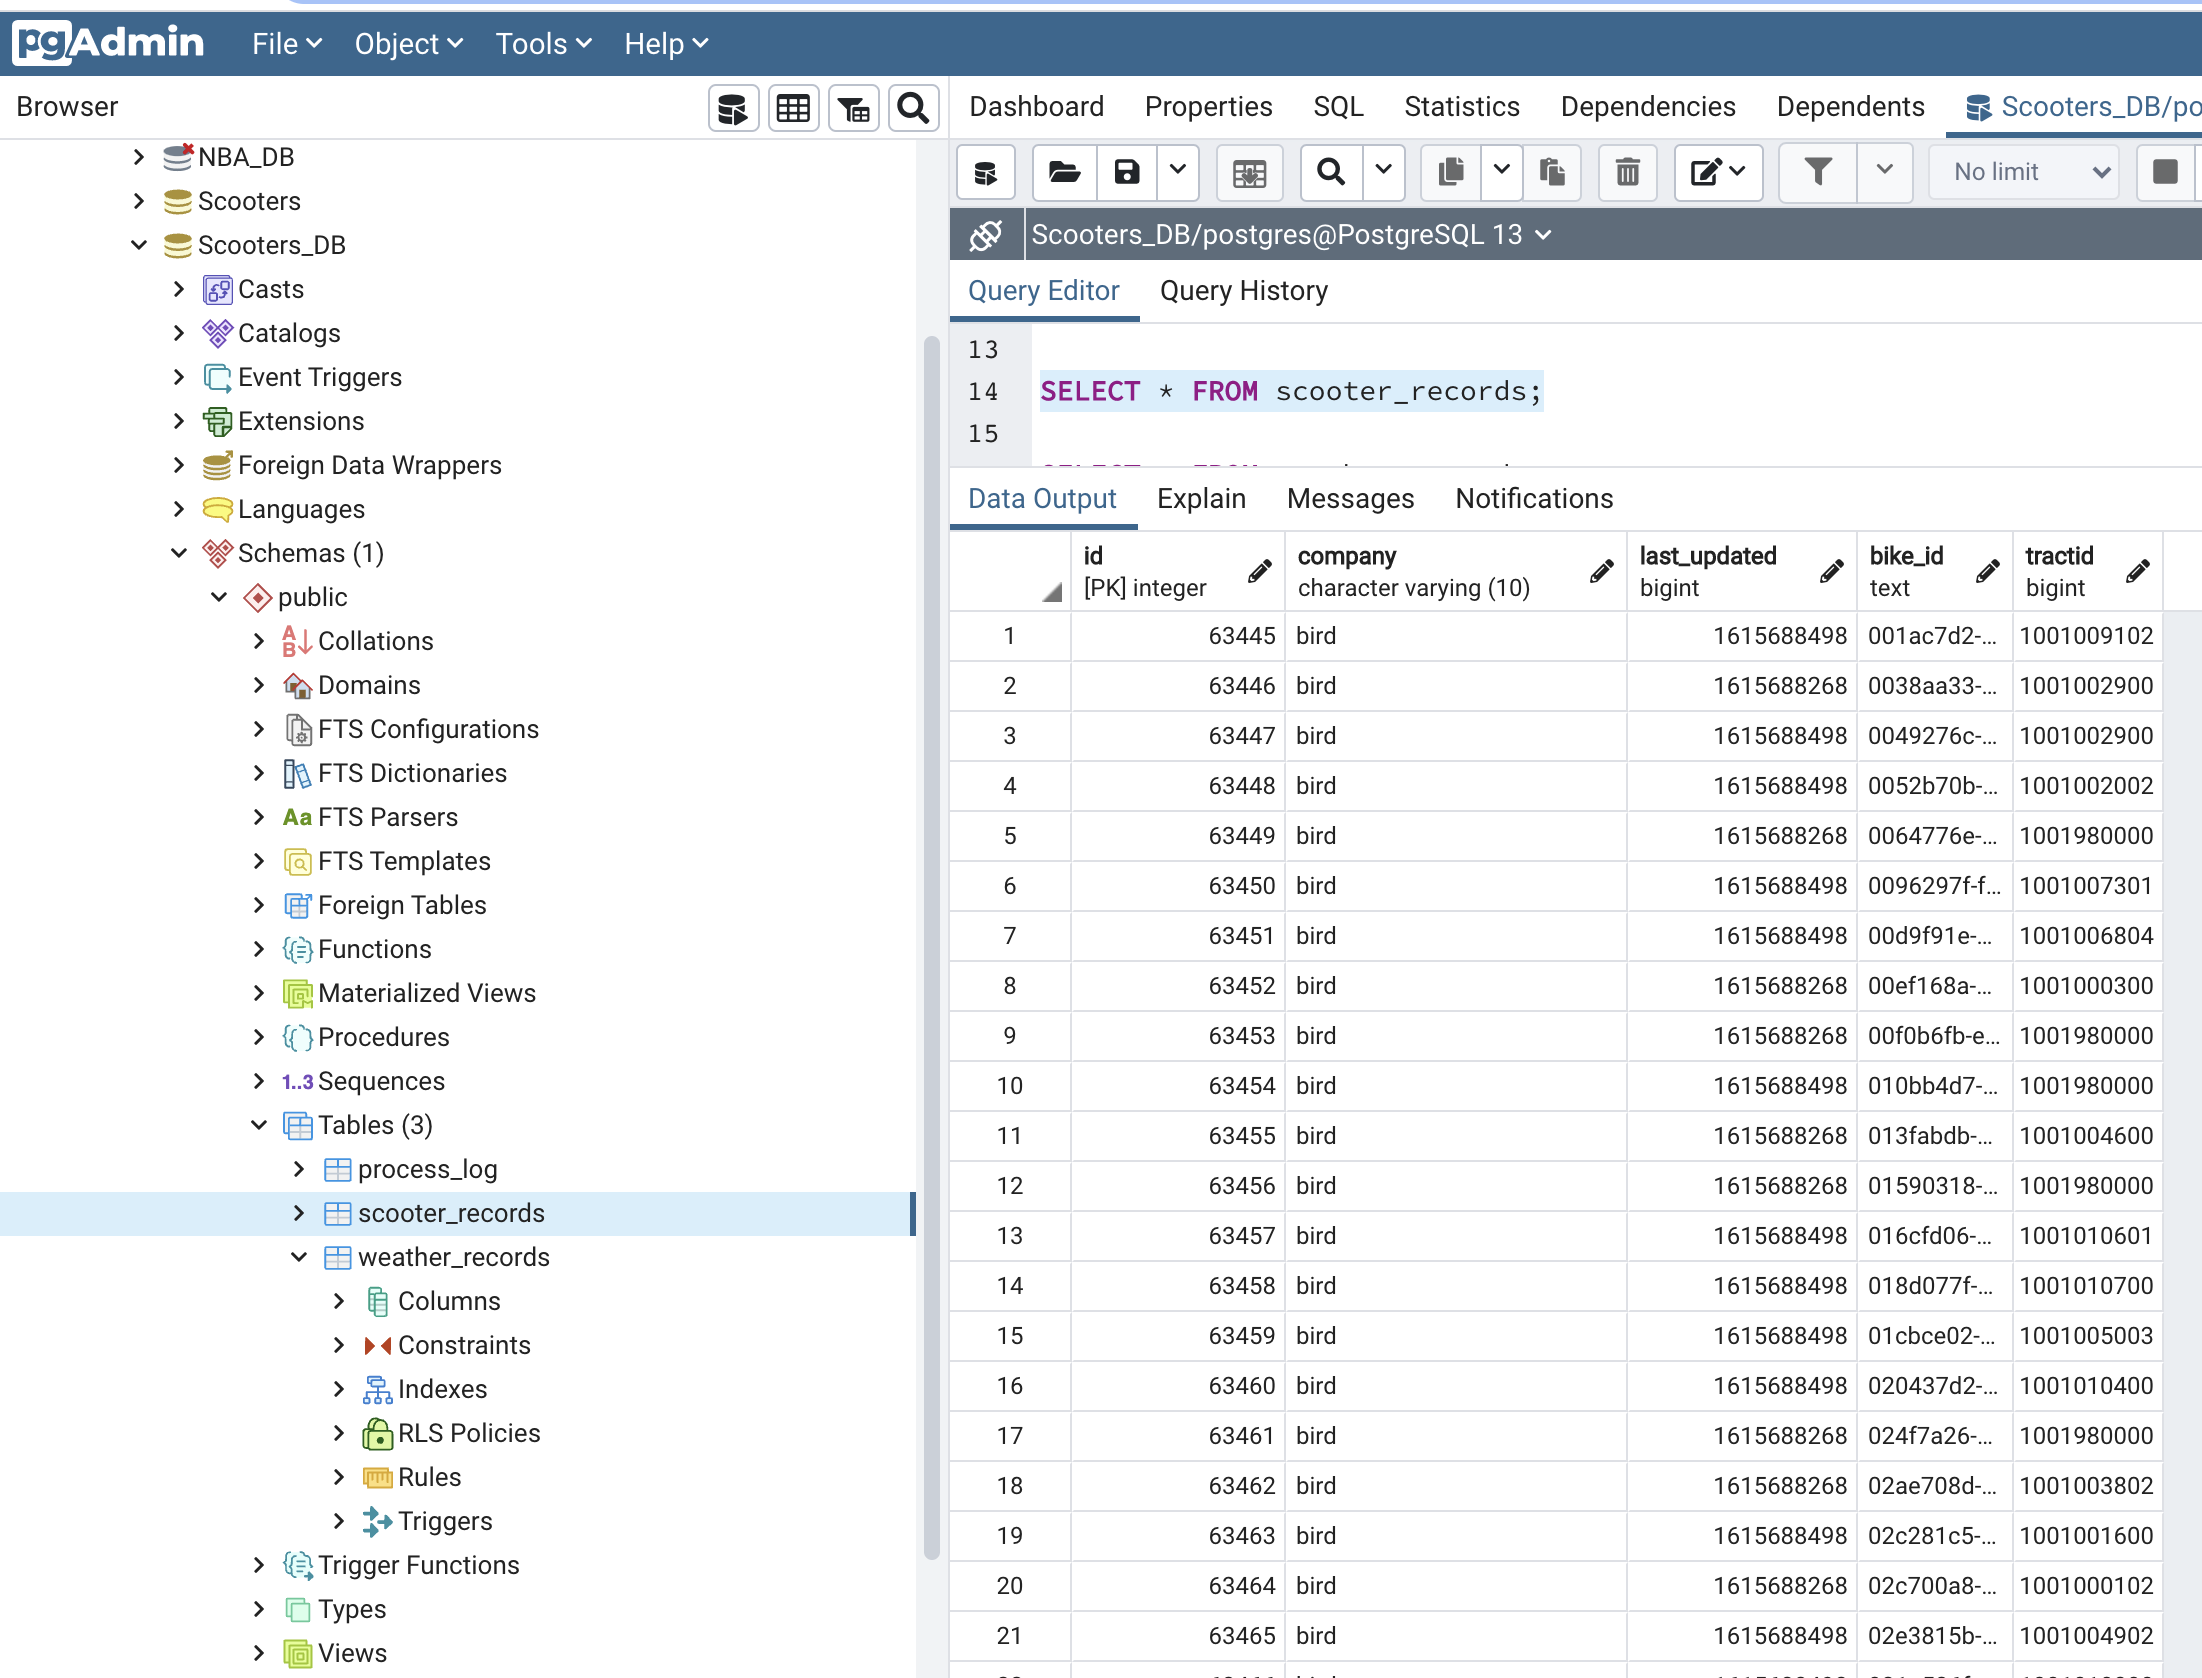 pgAdmin File Object Tools Help
Browser
NBA_DB
Scooters
Scooters_DB
Casts
Catalogs
Event Triggers
Extensions
Foreign Data Wrappers
Languages
Schemas (1)
public
Collations
Domains
FTS Configurations
FTS Dictionaries
Aa FTS Parsers
FTS Templates
Foreign Tables
Functions
Materialized Views
Procedures
1..3 Sequences
Tables (3)
process_log
scooter_records
weather_records
Columns
Constraints
Indexes
RLS Policies
Rules
Triggers
Trigger Functions
Types
Views
Dashboard Properties SQL Statistics Dependencies Dependents Scooters_DB/po
No limit
Scooters_DB/postgres@PostgreSQL 13
Query Editor Query History
13
14 SELECT * FROM scooter_records;
15
Data Output Explain Messages Notifications
id company last_updated bike_id tractid
[PK] integer character varying (10) bigint text bigint
1 63445 bird 1615688498 001ac7d2-... 1001009102
2 63446 bird 1615688268 0038aa33-... 1001002900
3 63447 bird 1615688498 0049276c-... 1001002900
4 63448 bird 1615688498 0052b70b-... 1001002002
5 63449 bird 1615688268 0064776e-... 1001980000
6 63450 bird 1615688498 0096297f-f... 1001007301
7 63451 bird 1615688498 00d9f91e-... 1001006804
8 63452 bird 1615688268 00ef168a-... 1001000300
9 63453 bird 1615688268 00f0b6fb-e... 1001980000
10 63454 bird 1615688498 010bb4d7-... 1001980000
11 63455 bird 1615688268 013fabdb-... 1001004600
12 63456 bird 1615688268 01590318-... 1001980000
13 63457 bird 1615688498 016cfd06-... 1001010601
14 63458 bird 1615688498 018d077f-... 1001010700
15 63459 bird 1615688498 01cbce02-... 1001005003
16 63460 bird 1615688498 020437d2-... 1001010400
17 63461 bird 1615688268 024f7a26-... 1001980000
18 63462 bird 1615688268 02ae708d-... 1001003802
19 63463 bird 1615688498 02c281c5-... 1001001600
20 63464 bird 1615688268 02c700a8-... 1001000102
21 63465 bird 1615688498 02e3815b-... 1001004902